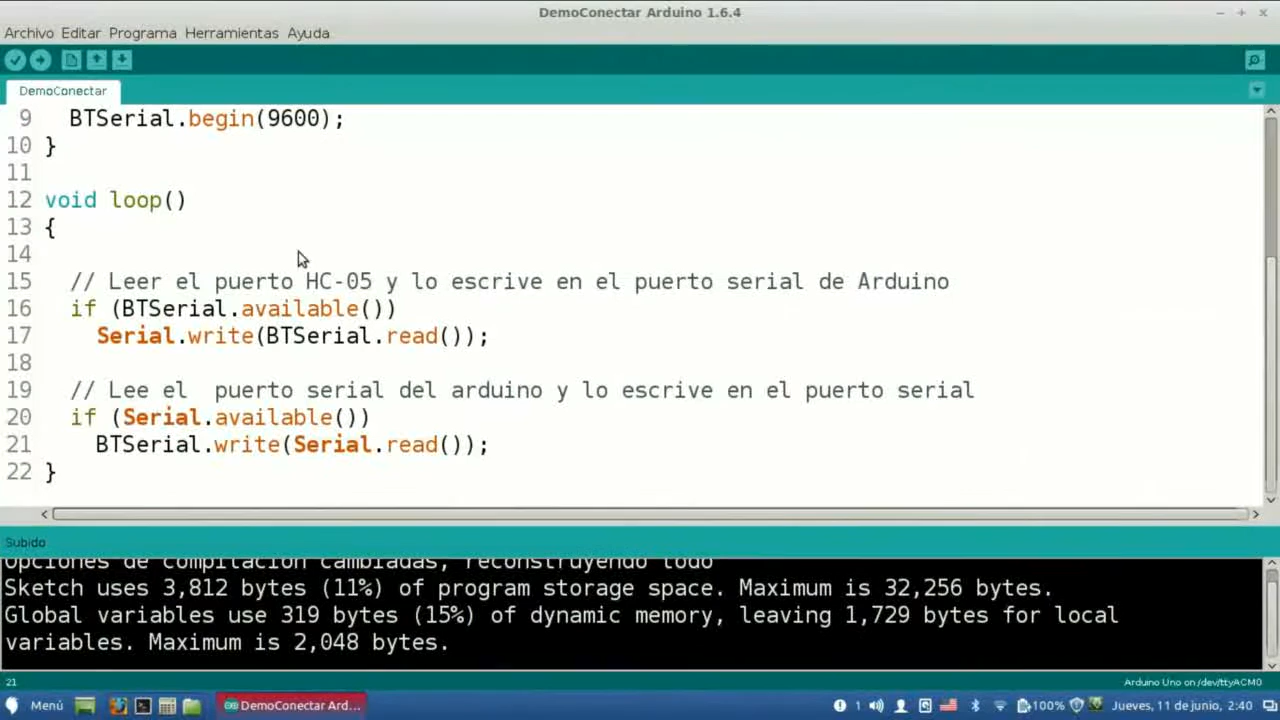 DemoConectar Arduino 1.6.4
Archivo Editar Programa Herramientas Ayuda
DemoConectar
9 BTSerial.begin(9600);
10 }
11
12 void loop()
13 {
14
15 // Leer el puerto HC-05 y lo escrive en el puerto serial de Arduino
16 if (BTSerial.available())
17 Serial.write(BTSerial.read());
18
19 // Lee el  puerto serial del arduino y lo escrive en el puerto serial
20 if (Serial.available())
21 BTSerial.write(Serial.read());
22 }
Subido
Opciones de compilación cambiadas, reconstruyendo todo
Sketch uses 3,812 bytes (11%) of program storage space. Maximum is 32,256 bytes.
Global variables use 319 bytes (15%) of dynamic memory, leaving 1,729 bytes for local
variables. Maximum is 2,048 bytes.
21 Arduino Uno on /dev/ttyACM0
Menú DemoConectar Ard... 1 100% Jueves, 11 de junio, 2:40